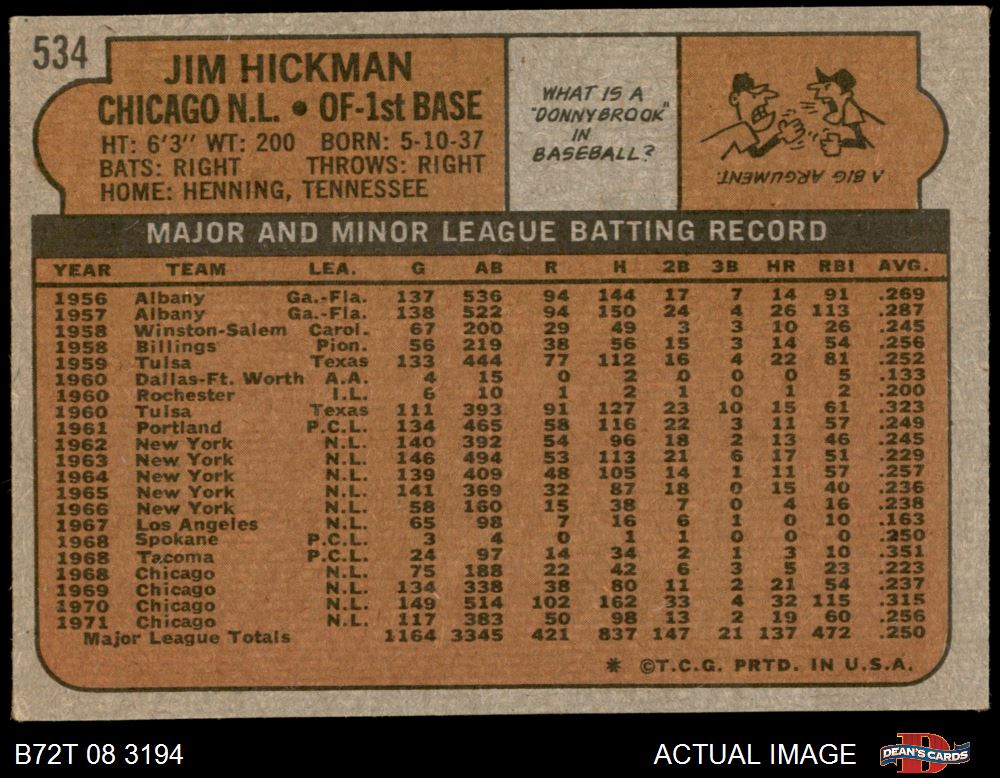 534
JIM HICKMAN
CHICAGO N.L. • OF-1st BASE
HT: 6'3" WT: 200 BORN: 5-10-37
BATS: RIGHT THROWS: RIGHT
HOME: HENNING, TENNESSEE
WHAT IS A
"DONNYBROOK"
IN
BASEBALL?
A BIG ARGUMENT.
MAJOR AND MINOR LEAGUE BATTING RECORD
YEAR TEAM LEA. G AB R H 2B 3B HR RBI AVG.
1956 Albany Ga.-Fla. 137 536 94 144 17 7 14 91 .269
1957 Albany Ga.-Fla. 138 522 94 150 24 4 26 113 .287
1958 Winston-Salem Carol. 67 200 29 49 3 3 10 26 .245
1958 Billings Pion. 56 219 38 56 15 3 14 54 .256
1959 Tulsa Texas 133 444 77 112 16 4 22 81 .252
1960 Dallas-Ft. Worth A.A. 4 15 0 2 0 0 0 5 .133
1960 Rochester I.L. 6 10 1 2 1 0 1 2 .200
1960 Tulsa Texas 111 393 91 127 23 10 15 61 .323
1961 Portland P.C.L. 134 465 58 116 22 3 11 57 .249
1962 New York N.L. 140 392 54 96 18 2 13 46 .245
1963 New York N.L. 146 494 53 113 21 6 17 51 .229
1964 New York N.L. 139 409 48 105 14 1 11 57 .257
1965 New York N.L. 141 369 32 87 18 0 15 40 .236
1966 New York N.L. 58 160 15 38 7 0 4 16 .238
1967 Los Angeles N.L. 65 98 7 16 6 1 0 10 .163
1968 Spokane P.C.L. 3 4 0 1 1 0 0 0 .250
1968 Tacoma P.C.L. 24 97 14 34 2 1 3 10 .351
1968 Chicago N.L. 75 188 22 42 6 3 5 23 .223
1969 Chicago N.L. 134 338 38 80 11 2 21 54 .237
1970 Chicago N.L. 149 514 102 162 33 4 32 115 .315
1971 Chicago N.L. 117 383 50 98 13 2 19 60 .256
Major League Totals 1164 3345 421 837 147 21 137 472 .250
* ©T.C.G. PRTD. IN U.S.A.
B72T 08 3194
ACTUAL IMAGE
DEAN'S CARDS